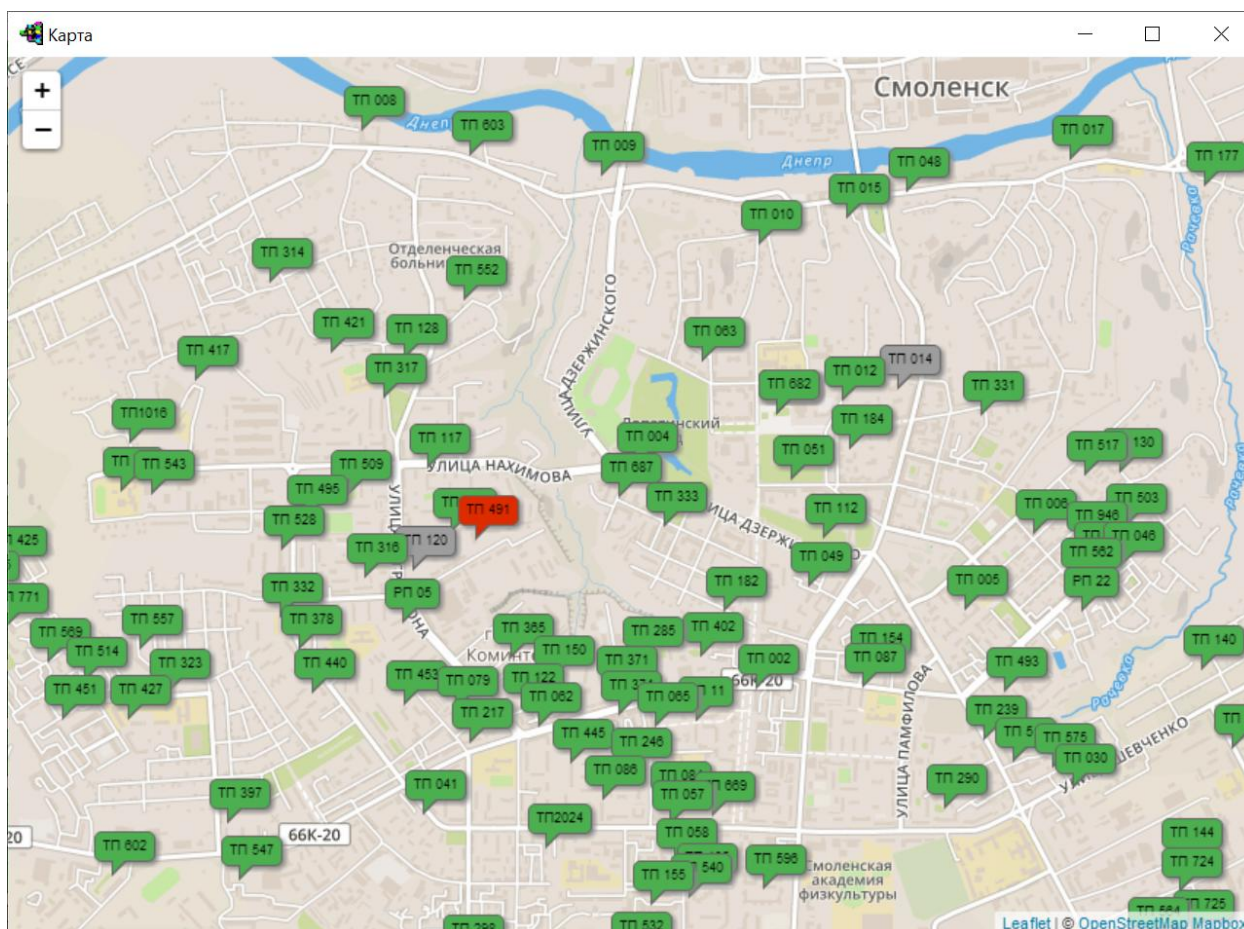 Карта
+
−
Смоленск
ТП 008
Днепр
ТП 603
ТП 009
Днепр
ТП 017
ТП 048
ТП 177
ТП 015
ТП 010
Рачевка
ТП 314
Отделенческая
ТП 552
УЛИЦА ДЗЕРЖИНСКОГО
ТП 421
ТП 128
ТП 063
ТП 417
ТП 317
ТП 014
ТП 012
ТП 682
ТП 331
ТП1016
ТП 184
ТП 117
ТП 004
ТП 051
ТП 517
130
ТП 543
ТП 509
УЛИЦА НАХИМОВА
ТП 687
ТП 495
ТП 333
ТП 503
ТП 491
ТП 112
ТП 006
ТП 946
ТП 528
ТП 425
ТП 316
ТП 120
ТП 049
ТП 046
ТП 562
ТП 332
РП 05
ТП 182
ТП 005
РП 22
ТП 771
ТП 557
ТП 378
ТП 569
ТП 365
ТП 285
ТП 402
ТП 154
ТП 140
ТП 514
ТП 150
ТП 087
ТП 323
ТП 440
ТП 371
ТП 002
ТП 493
ТП 453
ТП 079
ТП 122
66К-20
Рачевка
ТП 451
ТП 427
ТП 062
ТП 065
11
ТП 217
ТП 239
ТП 445
ТП 246
ТП 575
УЛИЦА ПАМФИЛОВА
ТП 030
ТП 086
ТП 290
ТП 041
ТП 397
ТП 057
669
ТП2024
66К-20
ТП 058
ТП 144
ТП 602
ТП 547
ТП 596
ТП 724
ТП 155
540
Смоленская
академия
физкультуры
ТП 725
ТП 564
ТП 298
ТП 532
Leaflet | © OpenStreetMap Mapbox